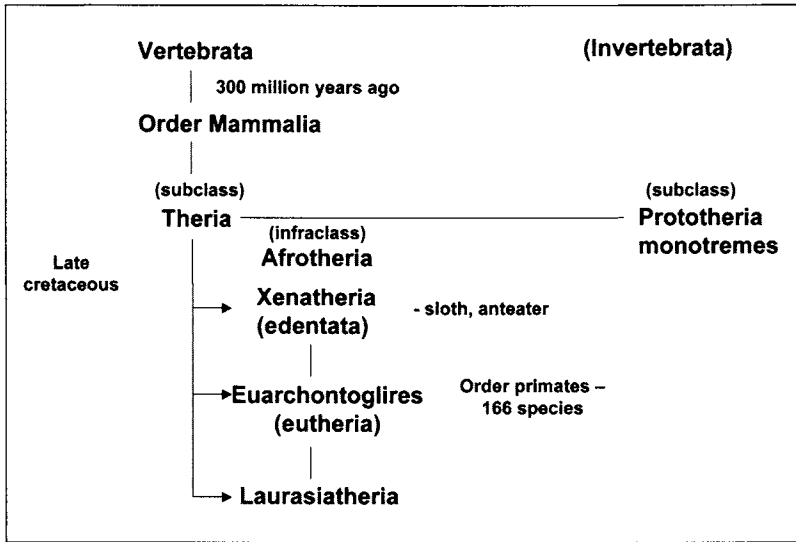 Vertebrata
(Invertebrata)
300 million years ago
Order Mammalia
(subclass)
Theria
(subclass)
Prototheria
monotremes
(infraclass)
Afrotheria
Late
cretaceous
Xenatheria
(edentata)
- sloth, anteater
Euarchontoglires
(eutheria)
Order primates –
166 species
Laurasiatheria